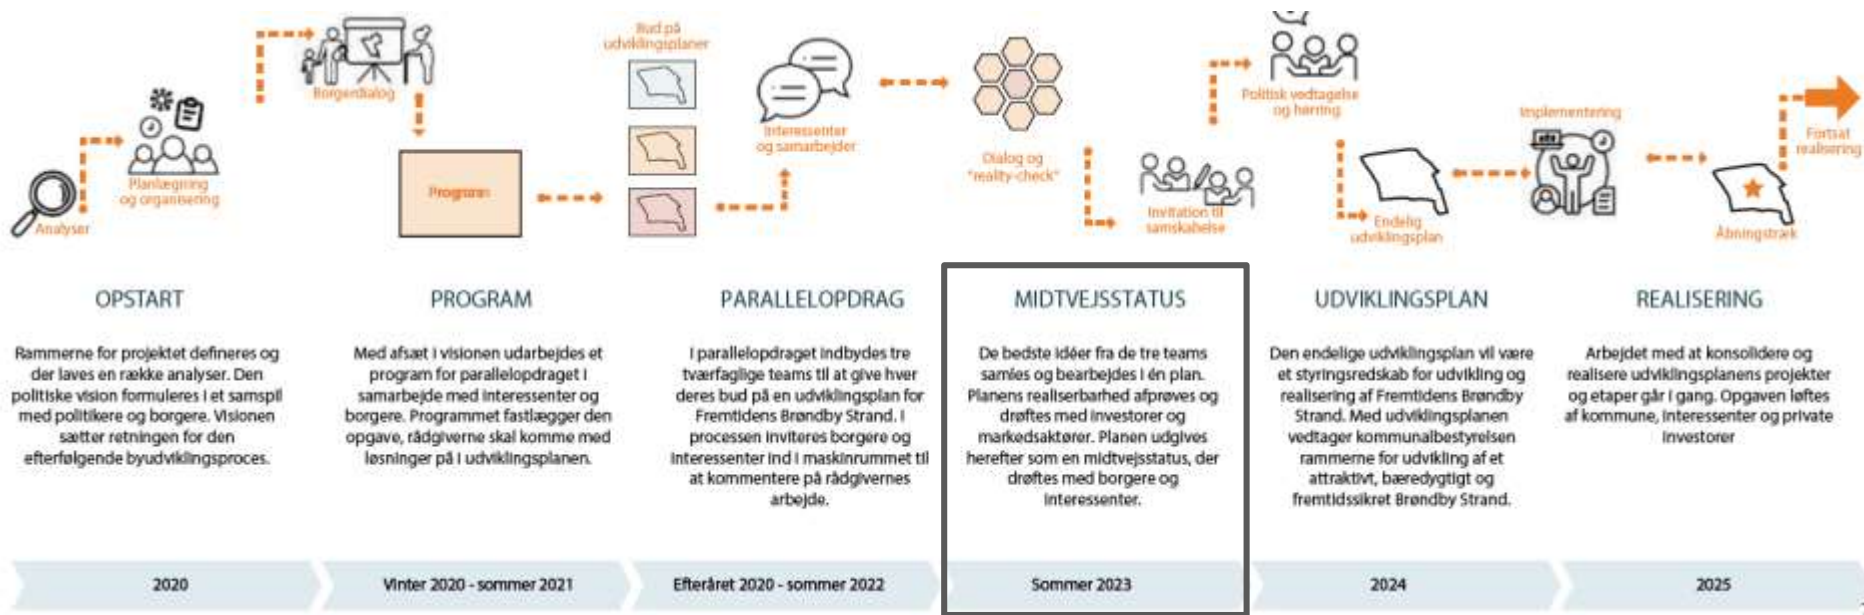 Analyser
Planlægning
og organisering
Borgerdialog
Program
Bud på
udviklingsplaner
Interessenter
og samarbejder
Dialog og
"reality-check"
Invitation til
samskabelse
Politisk vedtagelse
og høring
Endelig
udviklingsplan
Implementering
Åbningstræk
Fortsat
realisering
OPSTART
Rammerne for projektet defineres og
der laves en række analyser. Den
politiske vision formuleres i et samspil
med politikere og borgere. Visionen
sætter retningen for den
efterfølgende byudviklingsproces.
PROGRAM
Med afsæt i visionen udarbejdes et
program for parallelopdraget i
samarbejde med interessenter og
borgere. Programmet fastlægger den
opgave, rådgiverne skal komme med
løsninger på i udviklingsplanen.
PARALLELOPDRAG
I parallelopdraget indbydes tre
tværfaglige teams til at give hver
deres bud på en udviklingsplan for
Fremtidens Brøndby Strand. I
processen inviteres borgere og
interessenter ind i maskinrummet til
at kommentere på rådgivernes
arbejde.
MIDTVEJSSTATUS
De bedste idéer fra de tre teams
samles og bearbejdes i én plan.
Planens realiserbarhed afprøves og
drøftes med investorer og
markedsaktører. Planen udgives
herefter som en midtvejsstatus, der
drøftes med borgere og
interessenter.
UDVIKLINGSPLAN
Den endelige udviklingsplan vil være
et styringsredskab for udvikling og
realisering af Fremtidens Brøndby
Strand. Med udviklingsplanen
vedtager kommunalbestyrelsen
rammerne for udvikling af et
attraktivt, bæredygtigt og
fremtidssikret Brøndby Strand.
REALISERING
Arbejdet med at konsolidere og
realisere udviklingsplanens projekter
og etaper går i gang. Opgaven løftes
af kommune, interessenter og private
investorer
2020
Vinter 2020 - sommer 2021
Efteråret 2020 - sommer 2022
Sommer 2023
2024
2025